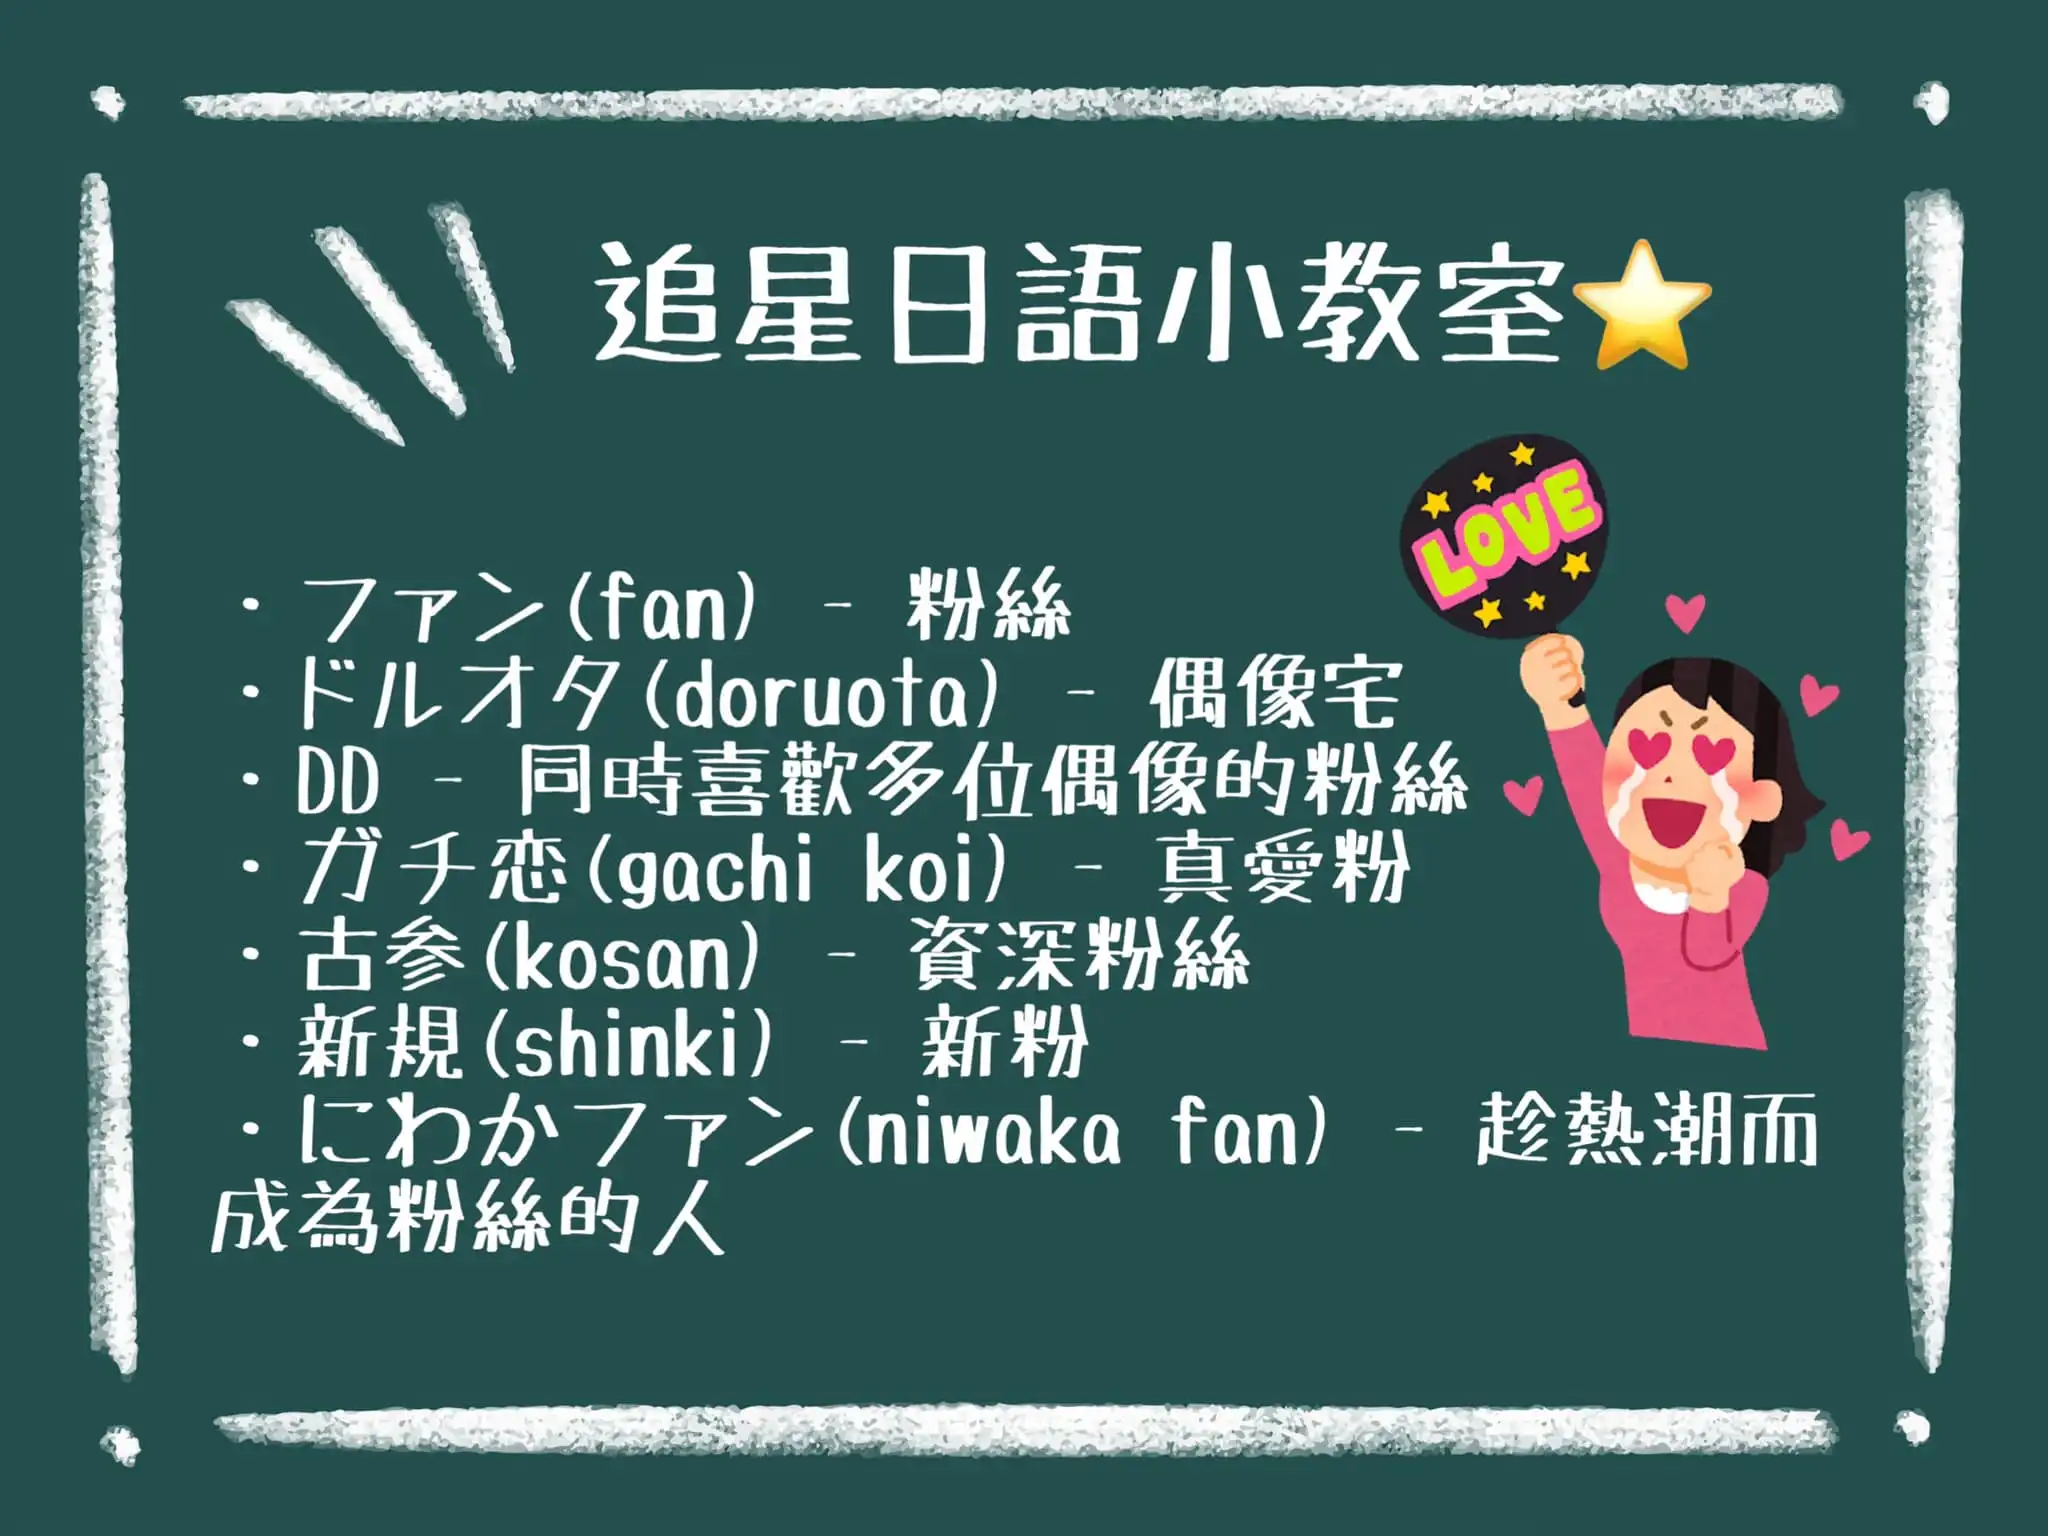 追星日語小教室⭐
LOVE
・ファン(fan) - 粉絲
・ドルオタ(doruota) - 偶像宅
・DD - 同時喜歡多位偶像的粉絲
・ガチ恋(gachi koi) - 真愛粉
・古参(kosan) - 資深粉絲
・新規(shinki) - 新粉
・にわかファン(niwaka fan) - 趁熱潮而
成為粉絲的人